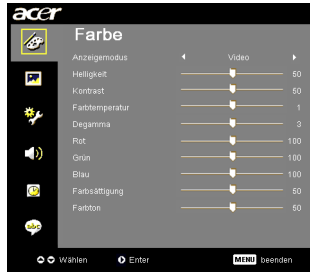 acer
Farbe
Anzeigemodus Video
Helligkeit 50
Kontrast 50
Farbtemperatur 1
Degamma 3
Rot 100
Grün 100
Blau 100
Farbsättigung 50
Farbton 50
abc
Wählen Enter MENU beenden